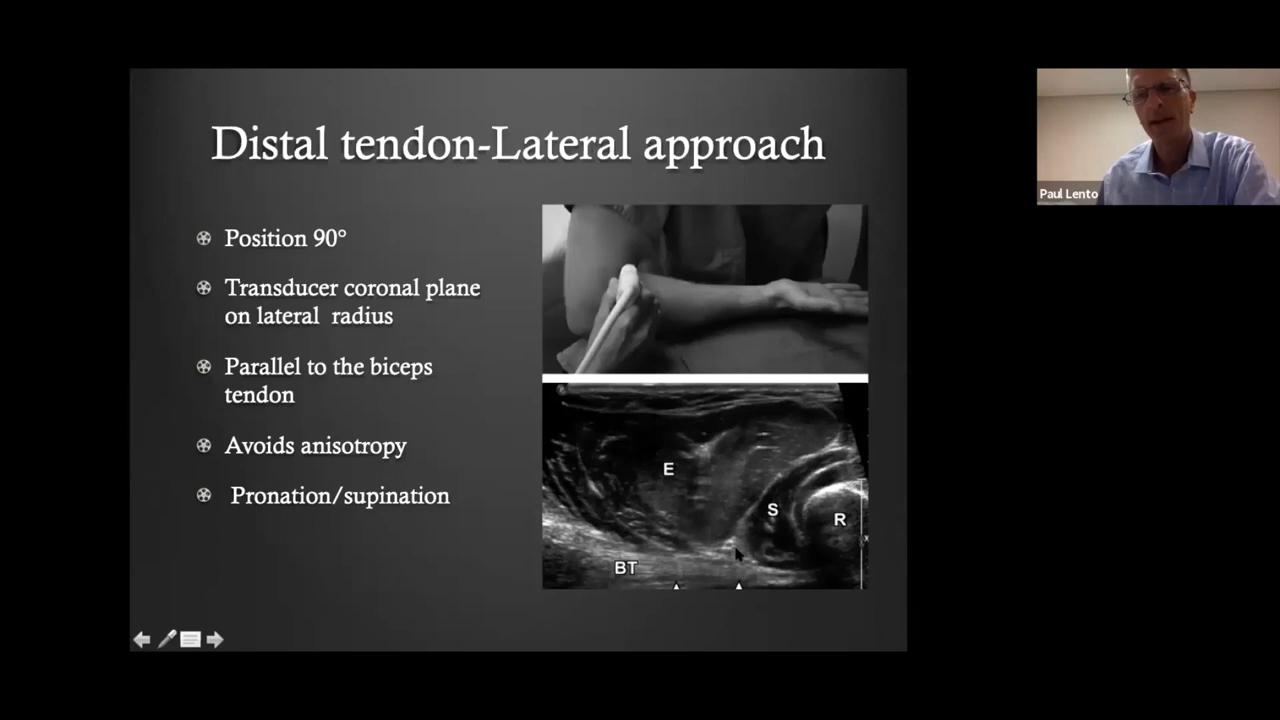 Distal tendon-Lateral approach
Position 90°
Transducer coronal plane
on lateral radius
Parallel to the biceps
tendon
Avoids anisotropy
Pronation/supination
E
S
R
BT
x
Paul Lento